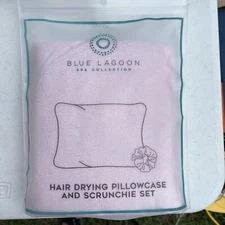 BLUE LAGOON
SPA COLLECTION
HAIR DRYING PILLOWCASE
AND SCRUNCHIE SET